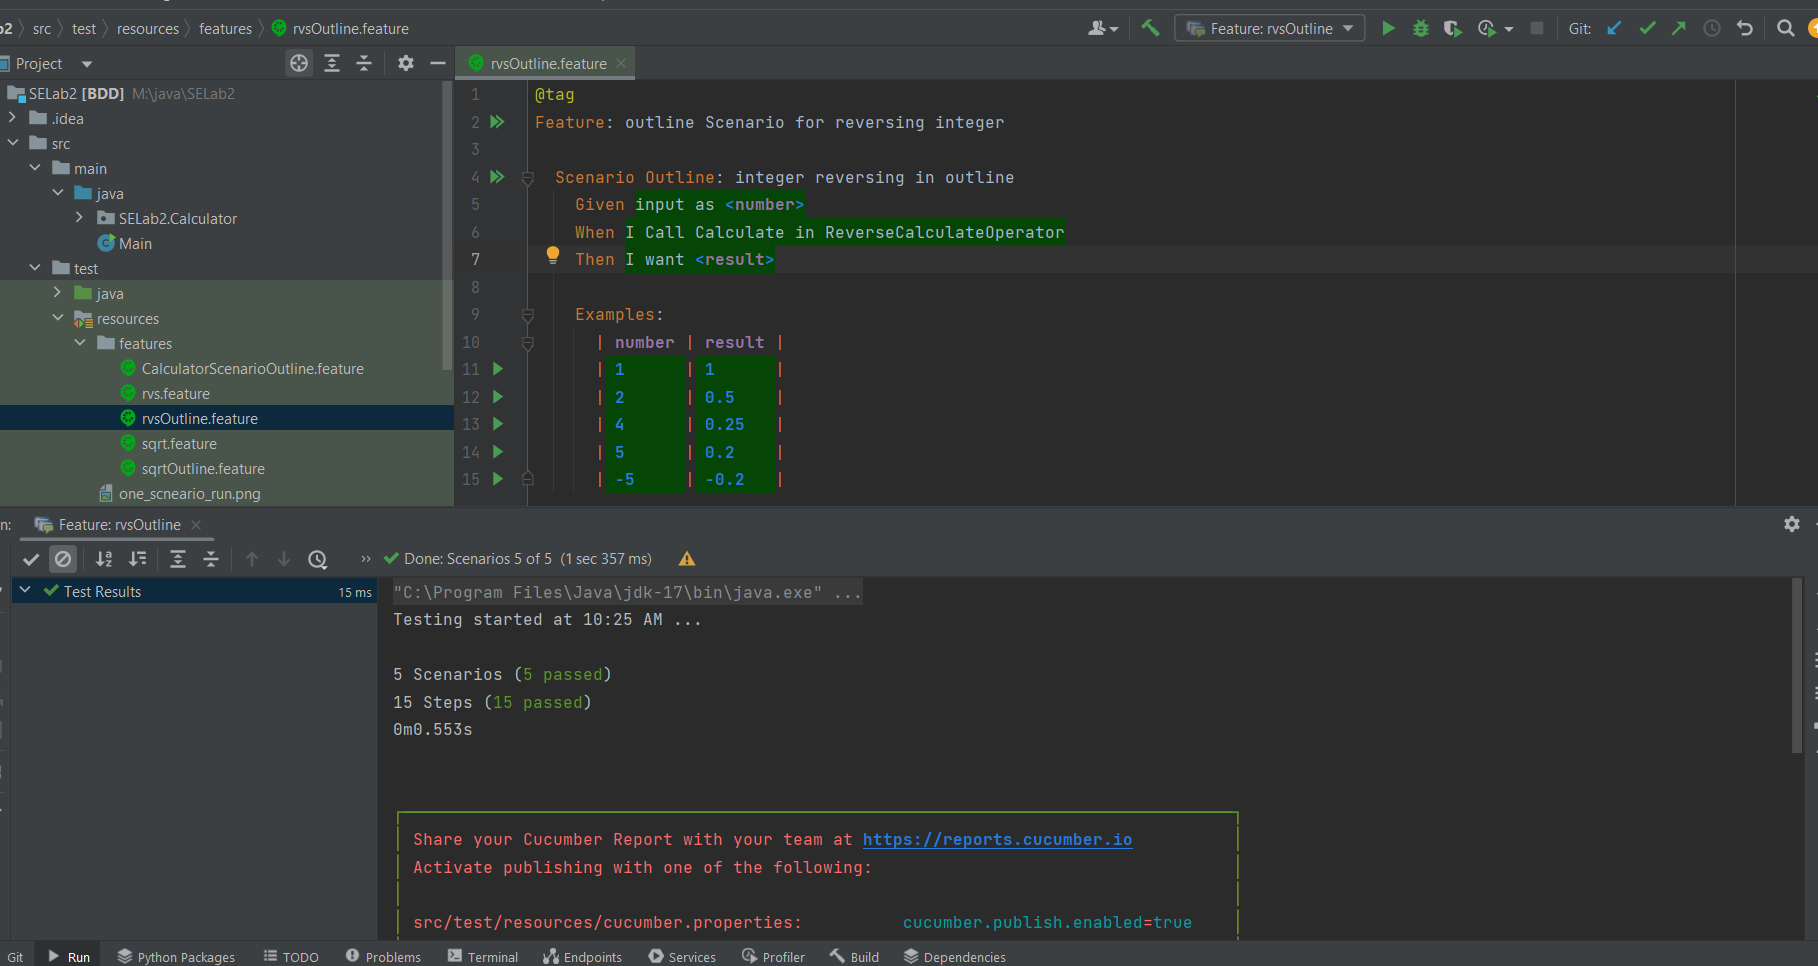 src test resources features rvsOutline.feature Feature: rvsOutline Git:
Project rvsOutline.feature
SELab2 [BDD] M:\java\SELab2
.idea
src
main
java
SELab2.Calculator
Main
test
java
resources
features
CalculatorScenarioOutline.feature
rvs.feature
rvsOutline.feature
sqrt.feature
sqrtOutline.feature
one_scneario_run.png
1 @tag
2 Feature: outline Scenario for reversing integer
3
4 Scenario Outline: integer reversing in outline
5 Given input as <number>
6 When I Call Calculate in ReverseCalculateOperator
7 Then I want <result>
8
9 Examples:
10 | number | result |
11 | 1 | 1 |
12 | 2 | 0.5 |
13 | 4 | 0.25 |
14 | 5 | 0.2 |
15 | -5 | -0.2 |
n: Feature: rvsOutline
Done: Scenarios 5 of 5 (1 sec 357 ms)
Test Results 15 ms
"C:\Program Files\Java\jdk-17\bin\java.exe" ...
Testing started at 10:25 AM ...
5 Scenarios (5 passed)
15 Steps (15 passed)
0m0.553s
Share your Cucumber Report with your team at https://reports.cucumber.io
Activate publishing with one of the following:
src/test/resources/cucumber.properties: cucumber.publish.enabled=true
Git Run Python Packages TODO Problems Terminal Endpoints Services Profiler Build Dependencies